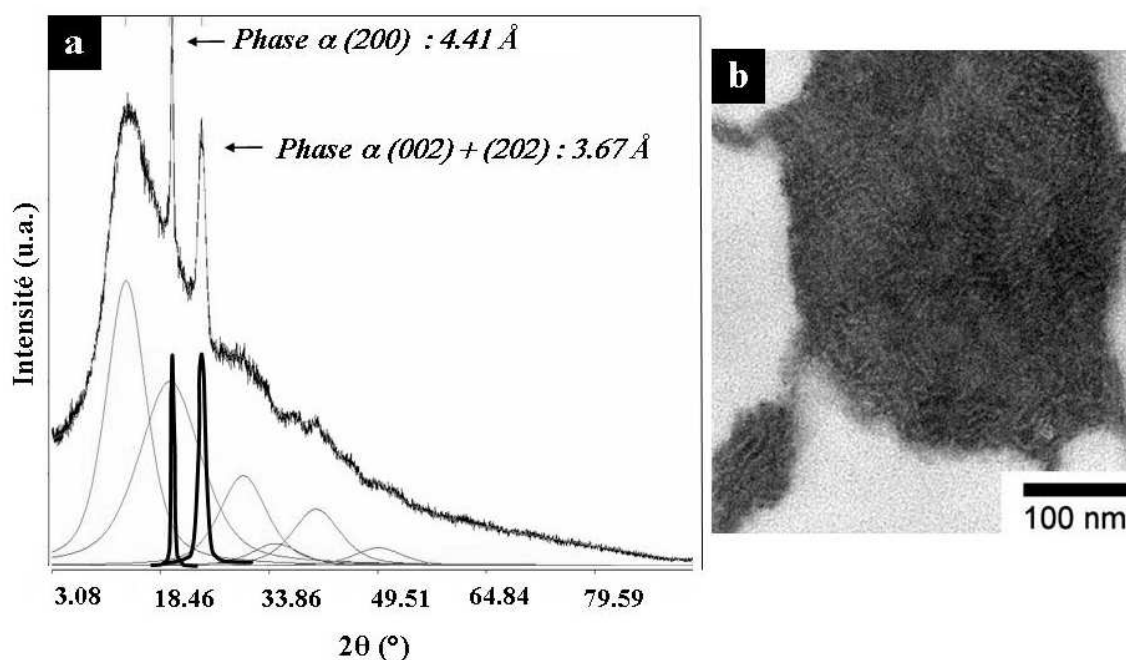 a
Phase α (200) : 4.41 Å
Phase α (002) + (202) : 3.67 Å
Intensité (u.a.)
3.08 18.46 33.86 49.51 64.84 79.59
2θ (°)
b
100 nm